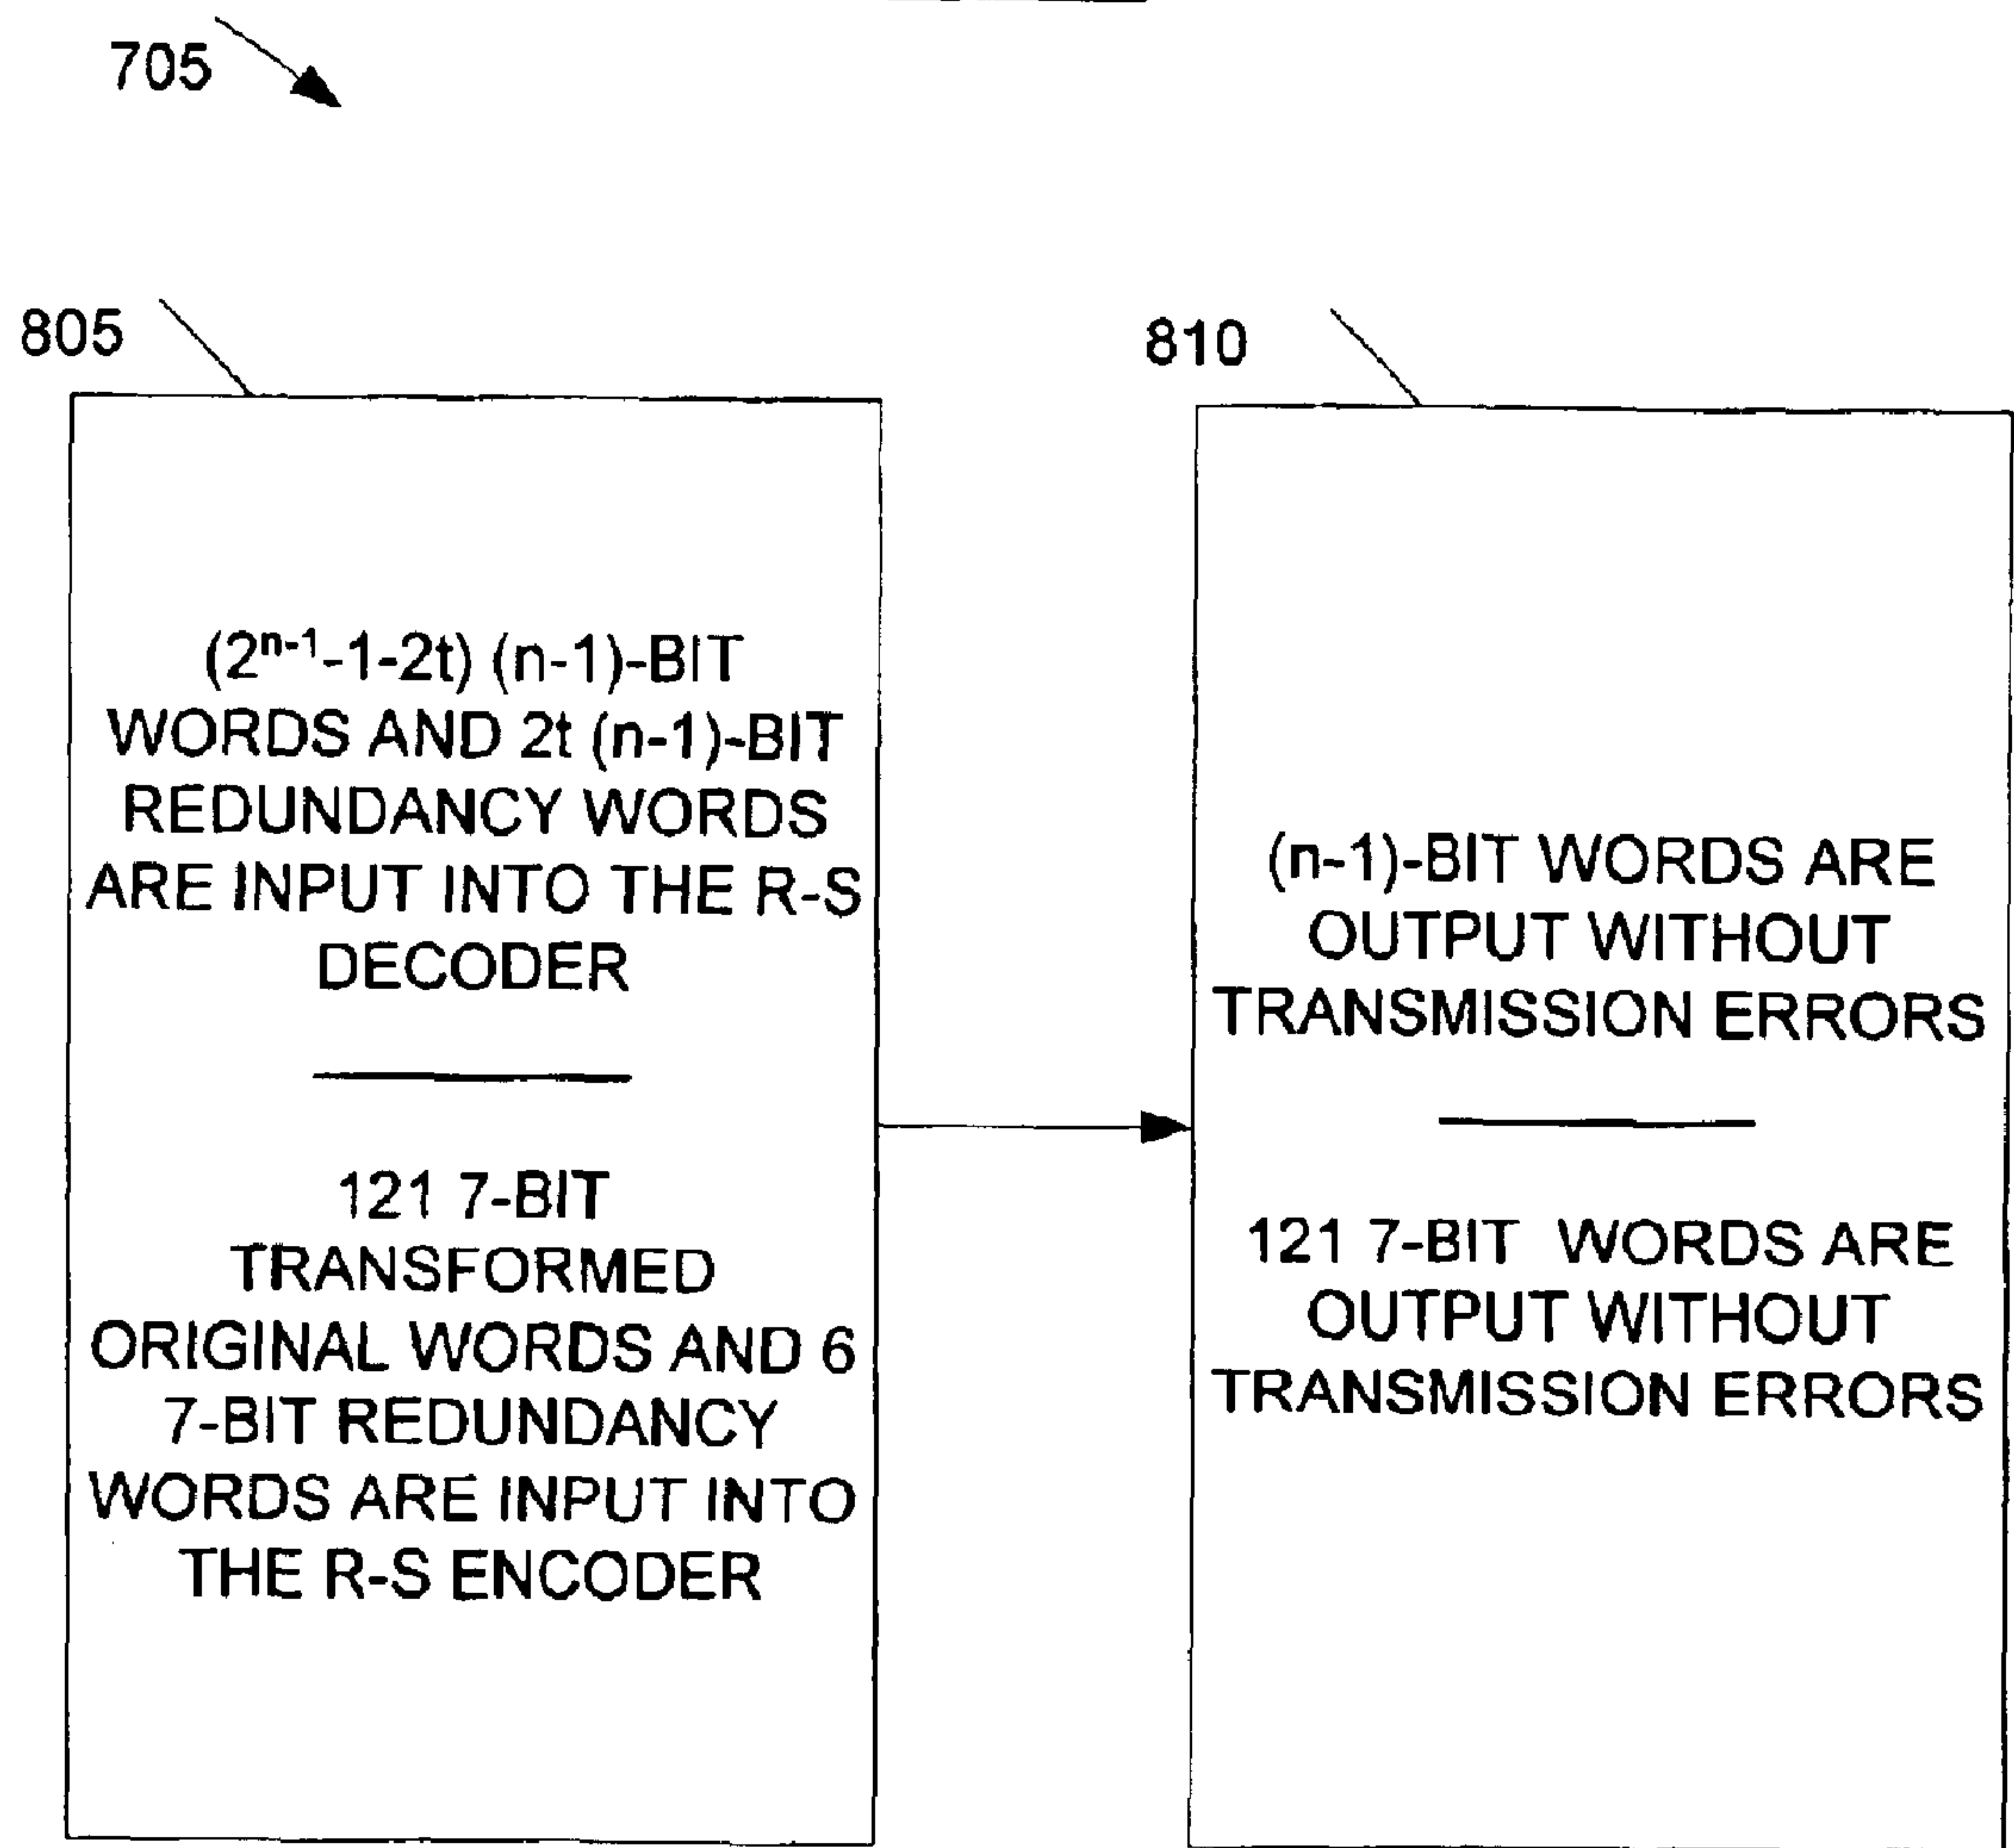 705
805
(2ⁿ⁻¹-1-2t) (n-1)-BIT
WORDS AND 2t (n-1)-BIT
REDUNDANCY WORDS
ARE INPUT INTO THE R-S
DECODER
121 7-BIT
TRANSFORMED
ORIGINAL WORDS AND 6
7-BIT REDUNDANCY
WORDS ARE INPUT INTO
THE R-S ENCODER
810
(n-1)-BIT WORDS ARE
OUTPUT WITHOUT
TRANSMISSION ERRORS
121 7-BIT WORDS ARE
OUTPUT WITHOUT
TRANSMISSION ERRORS